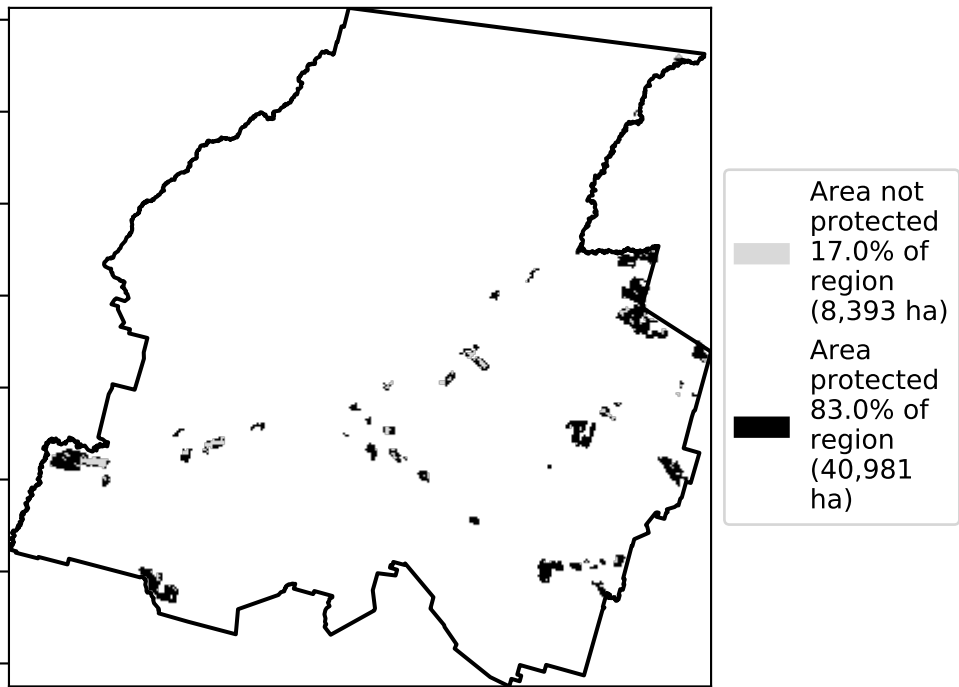 Area not
protected
17.0% of
region
(8,393 ha)
Area
protected
83.0% of
region
(40,981
ha)